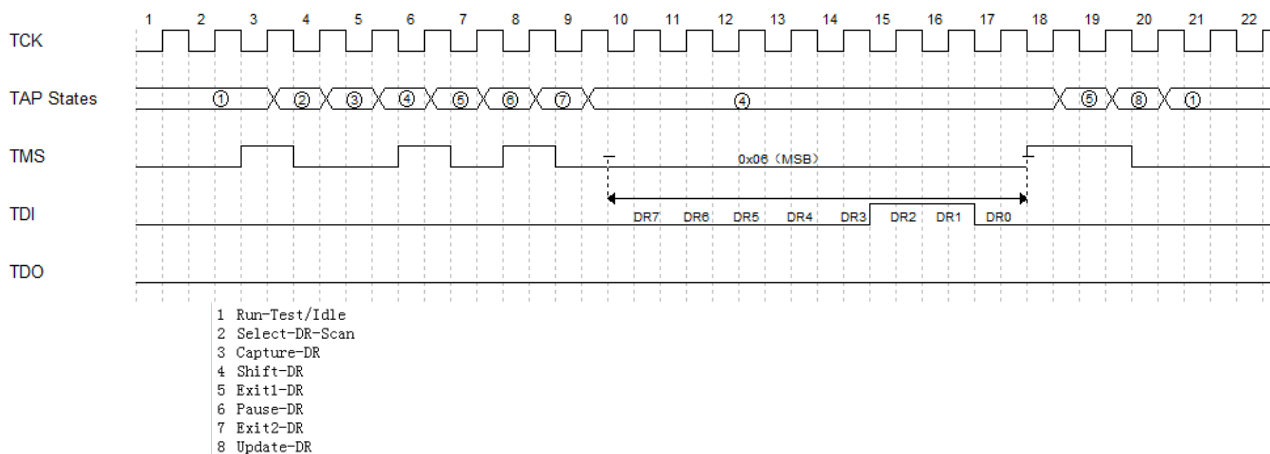 1 2 3 4 5 6 7 8 9 10 11 12 13 14 15 16 17 18 19 20 21 22
TCK
TAP States ① ② ③ ④ ⑤ ⑥ ⑦ ④ ⑤ ⑧ ①
TMS 0x06（MSB）
TDI DR7 DR6 DR5 DR4 DR3 DR2 DR1 DR0
TDO
1 Run-Test/Idle
2 Select-DR-Scan
3 Capture-DR
4 Shift-DR
5 Exit1-DR
6 Pause-DR
7 Exit2-DR
8 Update-DR